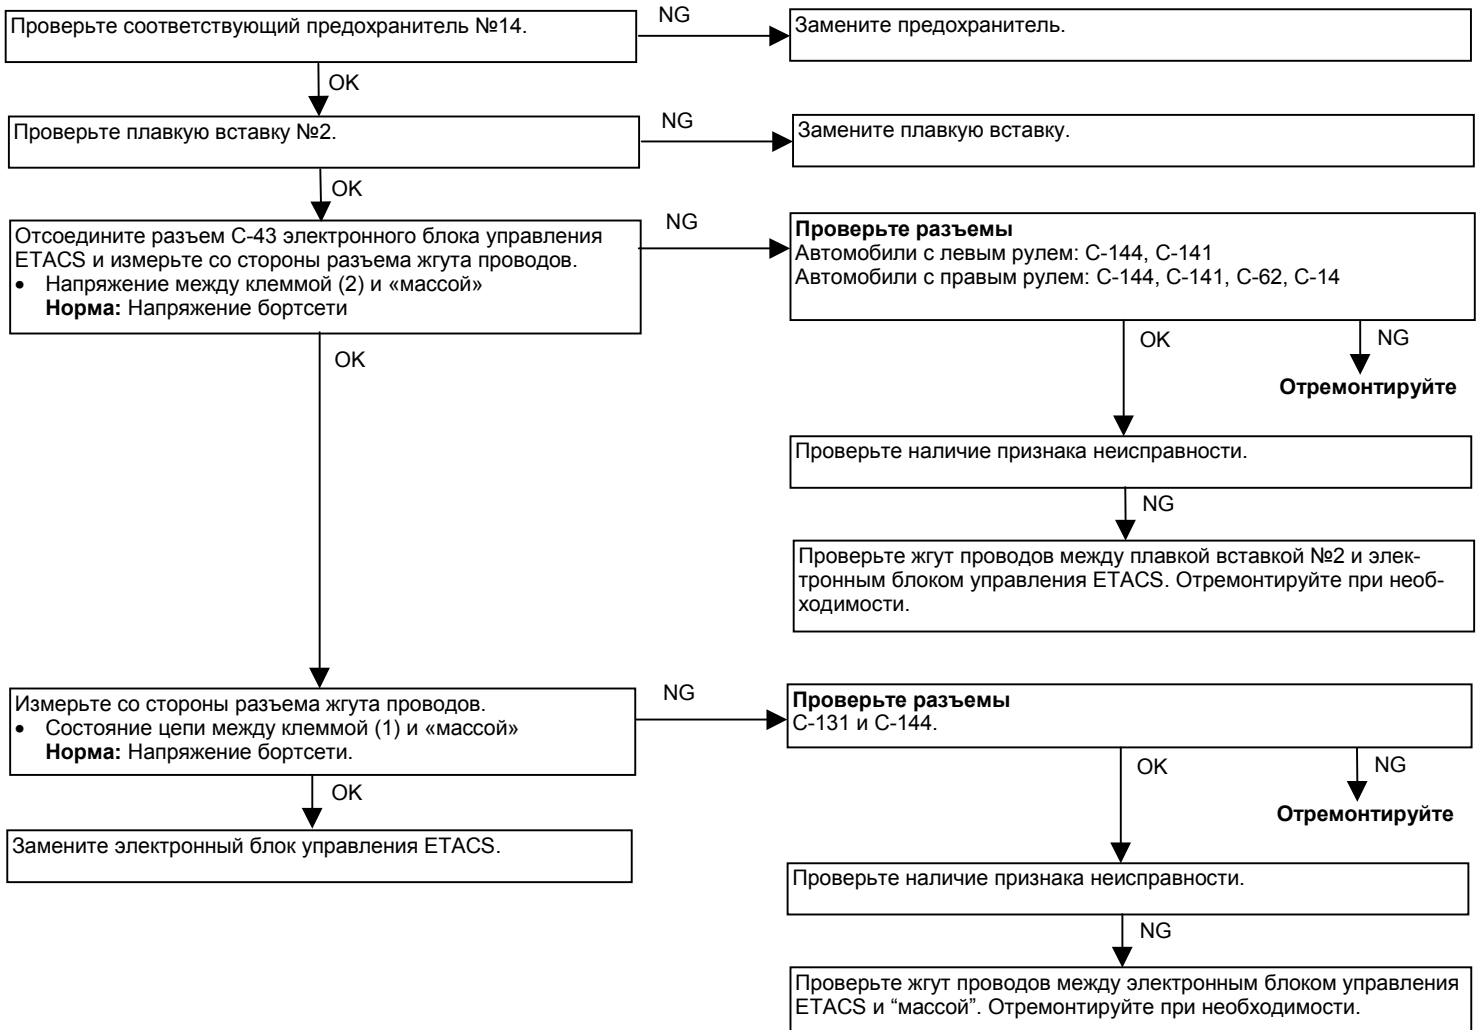 Проверьте соответствующий предохранитель №14.
NG
Замените предохранитель.
OK
Проверьте плавкую вставку №2.
NG
Замените плавкую вставку.
OK
Отсоедините разъем С-43 электронного блока управления
ETACS и измерьте со стороны разъема жгута проводов.
• Напряжение между клеммой (2) и «массой»
Норма: Напряжение бортсети
NG
Проверьте разъемы
Автомобили с левым рулем: С-144, С-141
Автомобили с правым рулем: С-144, С-141, С-62, С-14
OK
NG
Отремонтируйте
OK
Проверьте наличие признака неисправности.
NG
Проверьте жгут проводов между плавкой вставкой №2 и элек-
тронным блоком управления ETACS. Отремонтируйте при необ-
ходимости.
Измерьте со стороны разъема жгута проводов.
• Состояние цепи между клеммой (1) и «массой»
Норма: Напряжение бортсети.
NG
Проверьте разъемы
С-131 и С-144.
OK
NG
Отремонтируйте
OK
Замените электронный блок управления ETACS.
Проверьте наличие признака неисправности.
NG
Проверьте жгут проводов между электронным блоком управления
ETACS и “массой”. Отремонтируйте при необходимости.